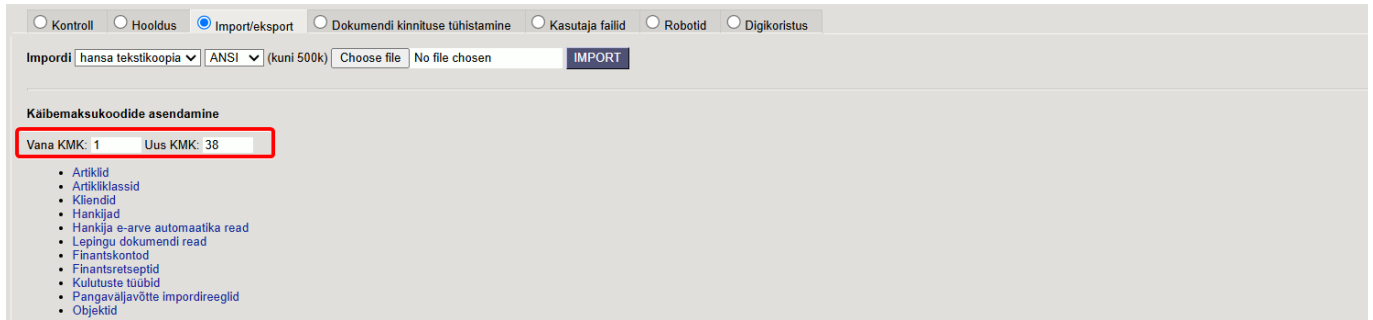 Kontroll Hooldus Import/eksport Dokumendi kinnituse tühistamine Kasutaja failid Robotid Digikoristus
Impordi hansa tekstikoopia ANSI (kuni 500k) Choose file No file chosen IMPORT
Käibemaksukoodide asendamine
Vana KMK: 1 Uus KMK: 38
Artiklid
Artikliklassid
Kliendid
Hankijad
Hankija e-arve automaatika read
Lepingu dokumendi read
Finantskontod
Finantsretseptid
Kulutuste tüübid
Pangaväljavõtte impordireeglid
Objektid